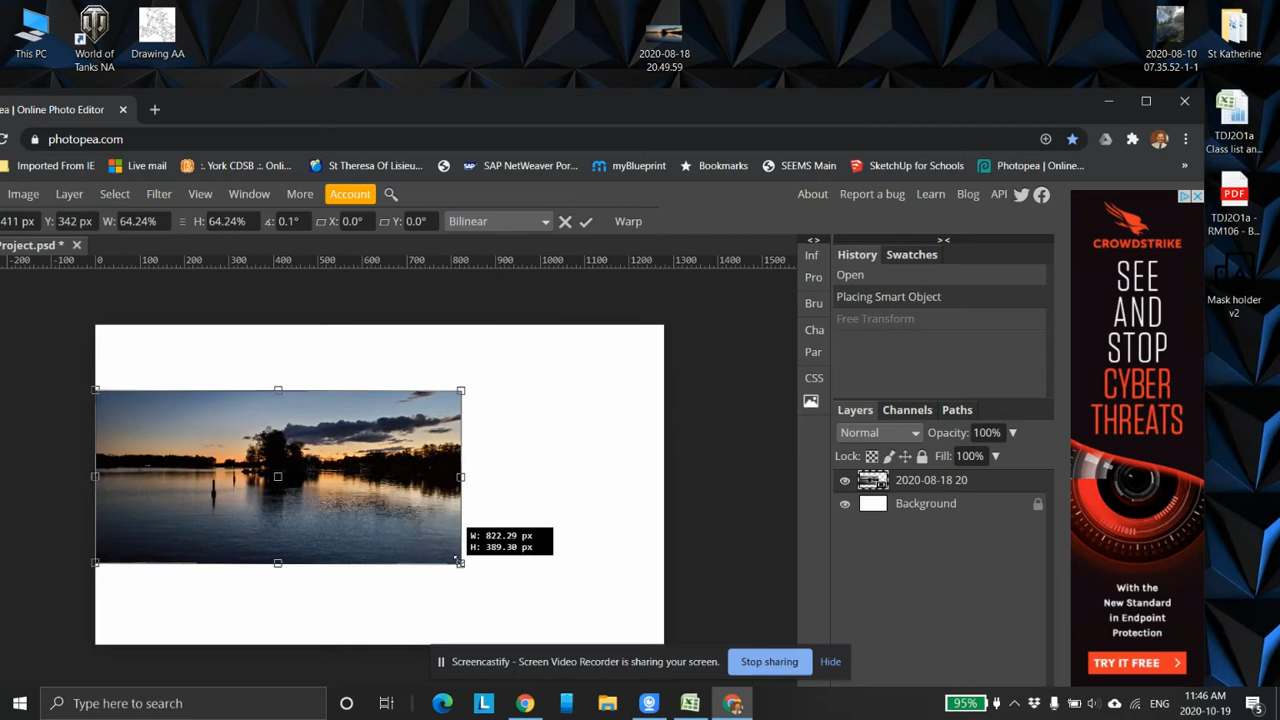 This PC
World of
Tanks NA
Drawing AA
2020-08-18
20.49.59
2020-08-10
07.35.52-1-1
St Katherine
ea | Online Photo Editor
photopea.com
TDJ2O1a
Class list an...
TDJ2O1a -
RM106 - B...
Mask holder
v2
Imported From IE
Live mail
.: York CDSB .: Onli...
St Theresa Of Lisieu...
SAP NetWeaver Por...
myBlueprint
Bookmarks
SEEMS Main
SketchUp for Schools
Photopea | Online...
»
Image
Layer
Select
Filter
View
Window
More
Account
About
Report a bug
Learn
Blog
API
411 px
Y: 342 px
W: 64.24%
H: 64.24%
∡: 0.1°
X: 0.0°
Y: 0.0°
Bilinear
Warp
Project.psd *
-200 -100 0 100 200 300 400 500 600 700 800 900 1000 1100 1200 1300 1400 1500
< >
> <
Inf
Pro
Bru
Cha
Par
CSS
History
Swatches
Open
Placing Smart Object
Free Transform
Layers
Channels
Paths
Normal
Opacity: 100%
Lock:
Fill: 100%
2020-08-18 20
Background
W: 822.29 px
H: 389.30 px
CROWDSTRIKE
SEE
AND
STOP
CYBER
THREATS
With the
New Standard
in Endpoint
Protection
TRY IT FREE
Screencastify - Screen Video Recorder is sharing your screen.
Stop sharing
Hide
Type here to search
95%
ENG
11:46 AM
2020-10-19
5